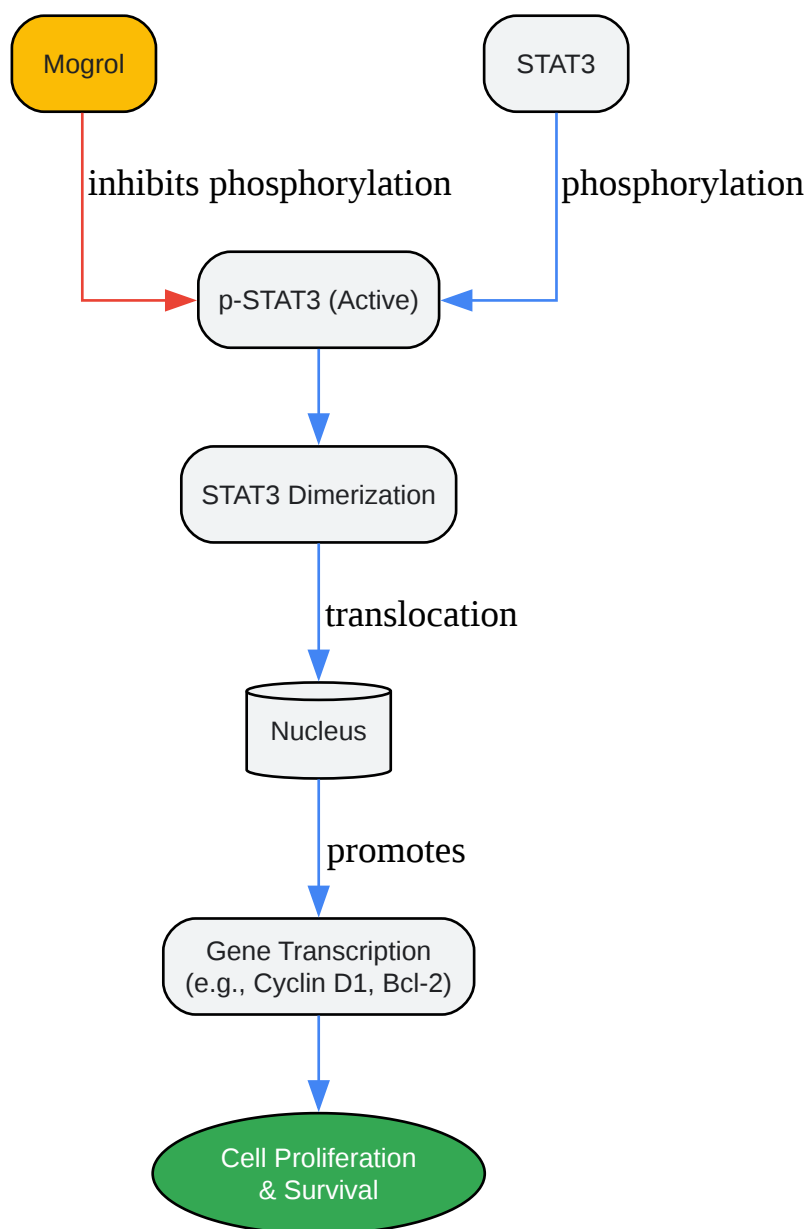 Mogrol
STAT3
inhibits phosphorylation
phosphorylation
p-STAT3 (Active)
STAT3 Dimerization
translocation
Nucleus
promotes
Gene Transcription
(e.g., Cyclin D1, Bcl-2)
Cell Proliferation
& Survival